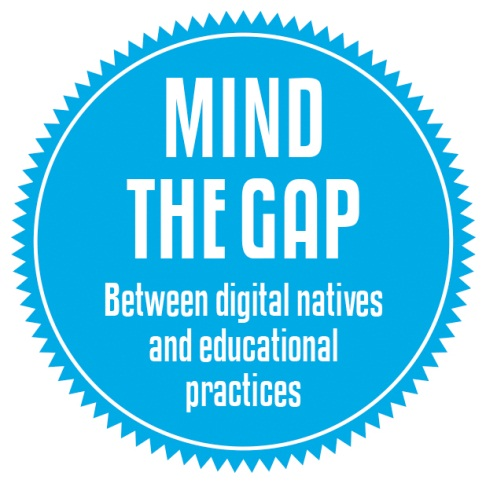 MIND
THE GAP
Between digital natives
and educational
practices